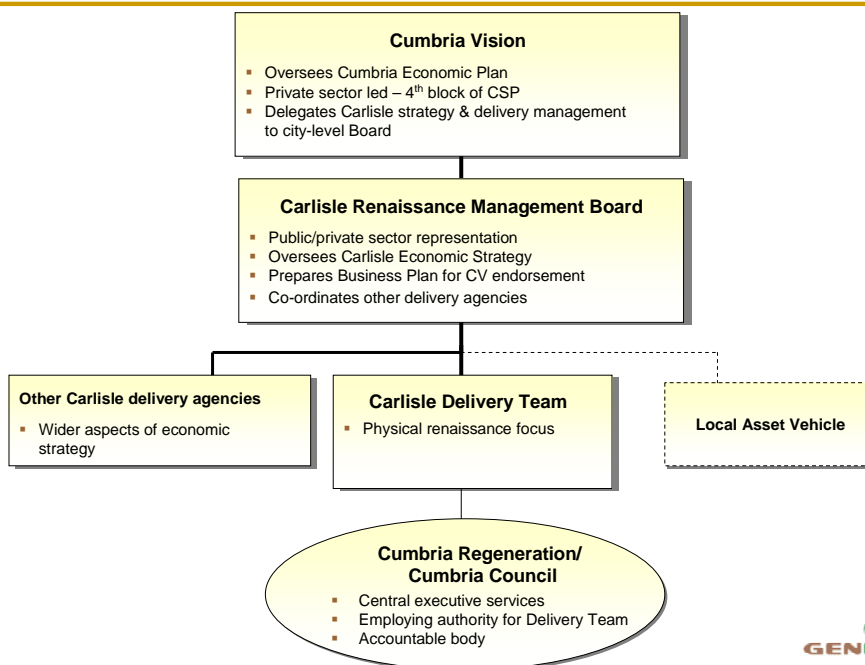 Cumbria Vision
▪ Oversees Cumbria Economic Plan
▪ Private sector led – 4th block of CSP
▪ Delegates Carlisle strategy & delivery management
to city-level Board
Carlisle Renaissance Management Board
▪ Public/private sector representation
▪ Oversees Carlisle Economic Strategy
▪ Prepares Business Plan for CV endorsement
▪ Co-ordinates other delivery agencies
Other Carlisle delivery agencies
▪ Wider aspects of economic
strategy
Carlisle Delivery Team
▪ Physical renaissance focus
Local Asset Vehicle
Cumbria Regeneration/
Cumbria Council
▪ Central executive services
▪ Employing authority for Delivery Team
▪ Accountable body
GEN